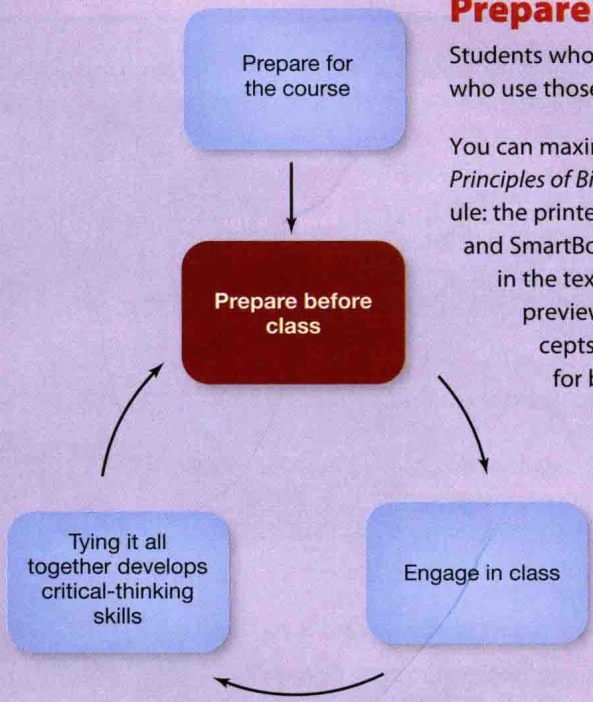 Prepare
Students who
who use those
You can maxim
Principles of Bi
ule: the printe
and SmartBo
in the tex
preview
cepts
for b
Prepare for
the course
Prepare before
class
Engage in class
Tying it all
together develops
critical-thinking
skills